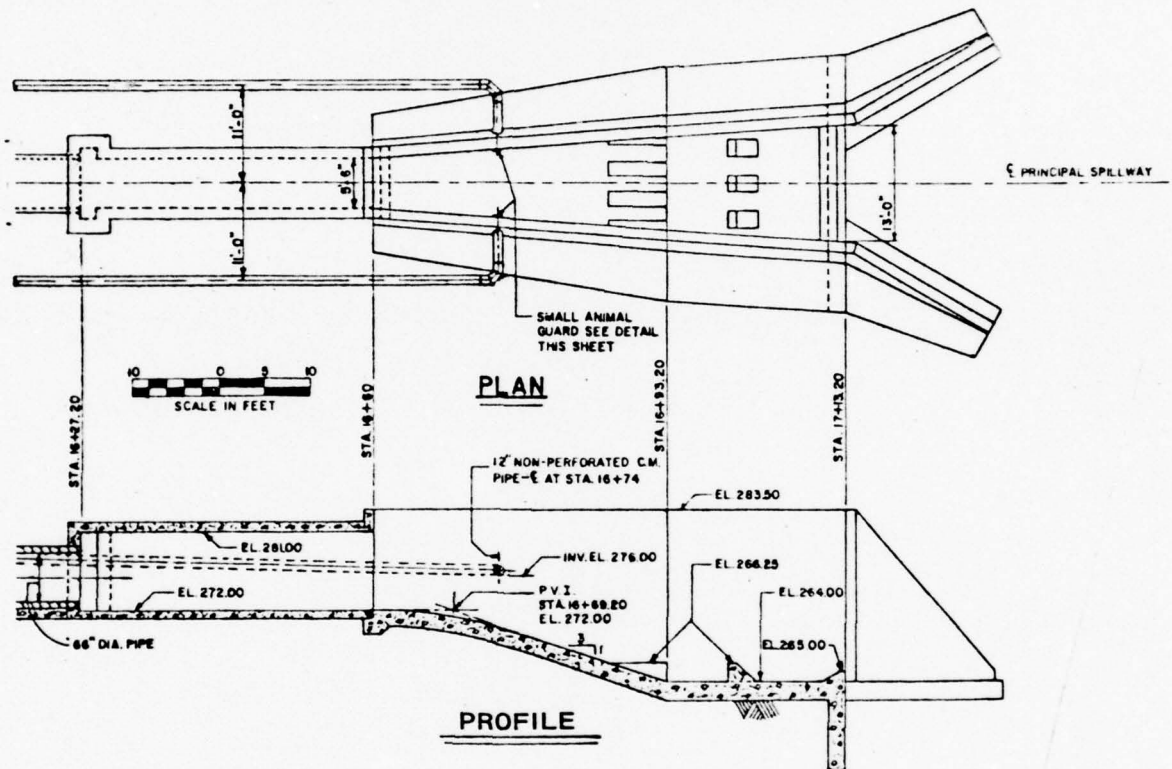 11'-0"
5'-6"
11'-0"
13'-0"
℄ PRINCIPAL SPILLWAY
SMALL ANIMAL
GUARD SEE DETAIL
THIS SHEET
PLAN
10 0 5 10
SCALE IN FEET
STA. 16+27.20
STA. 16+60
STA. 16+93.20
STA. 17+13.20
12" NON-PERFORATED C.M.
PIPE-℄ AT STA. 16+74
EL. 283.50
EL. 281.00
INV. EL. 276.00
EL. 266.25
EL. 272.00
P.V.I.
STA. 16+69.20
EL. 272.00
EL. 264.00
3
1
EL. 265.00
66" DIA. PIPE
PROFILE